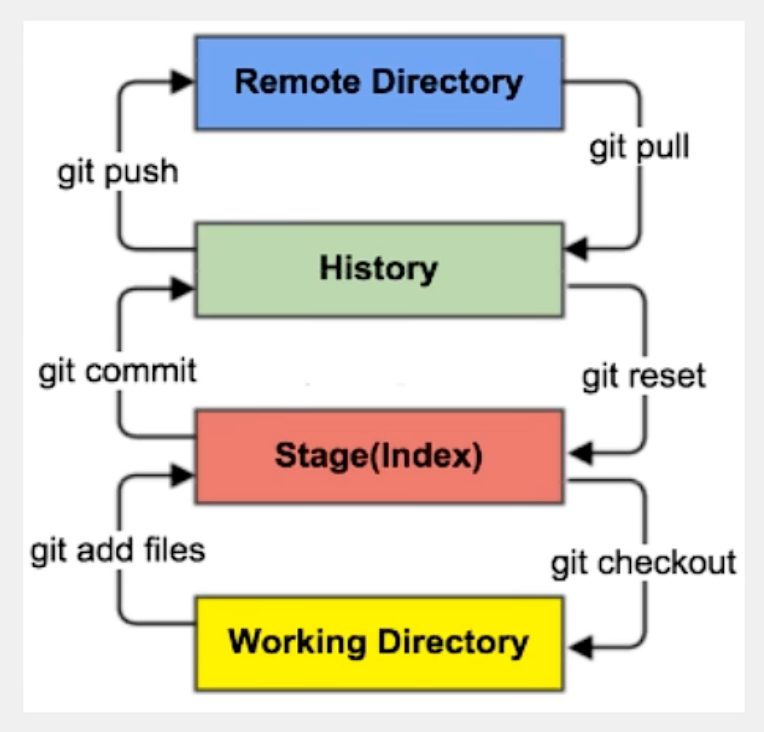 Remote Directory
git pull
git push
History
git commit
git reset
Stage(Index)
git add files
git checkout
Working Directory